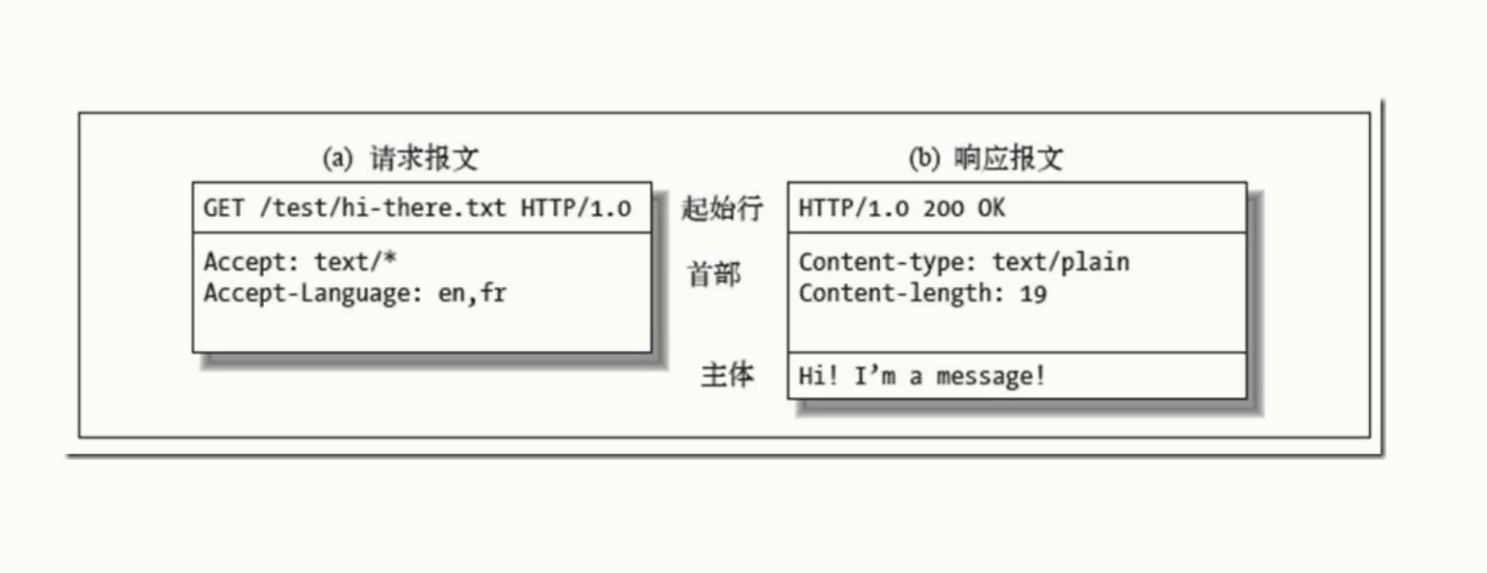 (a) 请求报文
GET /test/hi-there.txt HTTP/1.0
Accept: text/*
Accept-Language: en,fr
起始行
首部
主体
(b) 响应报文
HTTP/1.0 200 OK
Content-type: text/plain
Content-length: 19
Hi! I’m a message!